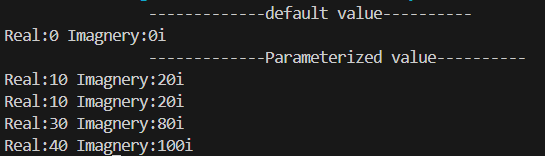 -------------default value----------
Real:0 Imagnery:0i
-------------Parameterized value----------
Real:10 Imagnery:20i
Real:10 Imagnery:20i
Real:30 Imagnery:80i
Real:40 Imagnery:100i